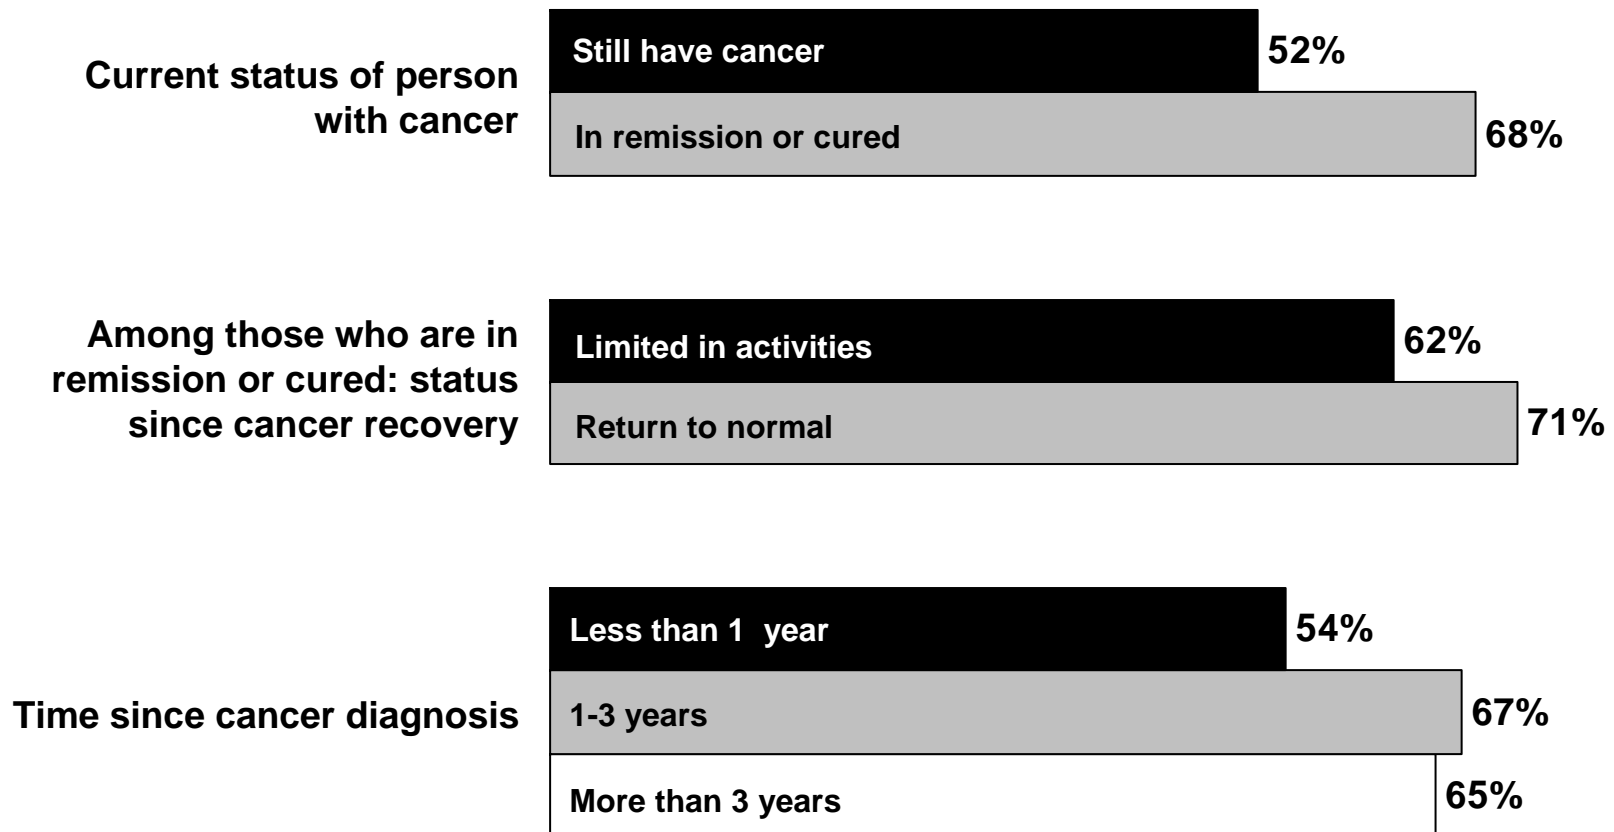 Current status of person
with cancer
Still have cancer
52%
In remission or cured
68%
Among those who are in
remission or cured: status
since cancer recovery
Limited in activities
62%
Return to normal
71%
Time since cancer diagnosis
Less than 1  year
54%
1-3 years
67%
More than 3 years
65%